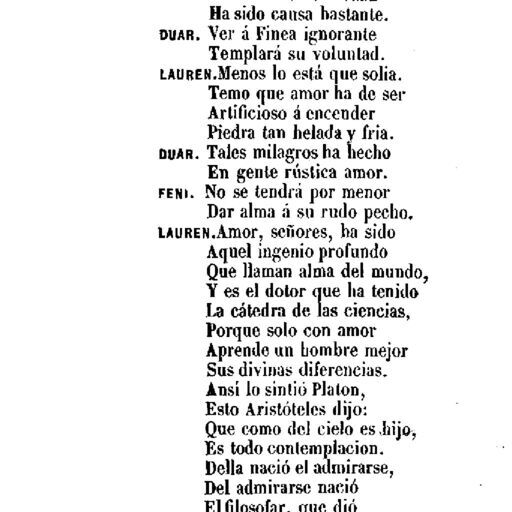 Ha sido causa bastante.
DUAR. Ver á Finea ignorante
Templará su voluntad.
LAUREN. Menos lo está que solia.
Temo que amor ha de ser
Artificioso á encender
Piedra tan helada y fria.
DUAR. Tales milagros ha hecho
En gente rústica amor.
FENI. No se tendrá por menor
Dar alma á su rudo pecho.
LAUREN. Amor, señores, ha sido
Aquel ingenio profundo
Que llaman alma del mundo,
Y es el dotor que ha tenido
La cátedra de las ciencias,
Porque solo con amor
Aprende un hombre mejor
Sus divinas diferencias.
Ansí lo sintió Platon,
Esto Aristóteles dijo:
Que como del cielo es hijo,
Es todo contemplacion.
Della nació el admirarse,
Del admirarse nació
El filosofar, que dió